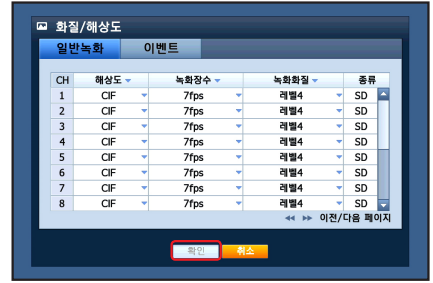 화질/해상도
일반녹화 이벤트
CH 해상도 녹화장수 녹화화질 종류
1 CIF 7fps 레벨4 SD
2 CIF 7fps 레벨4 SD
3 CIF 7fps 레벨4 SD
4 CIF 7fps 레벨4 SD
5 CIF 7fps 레벨4 SD
6 CIF 7fps 레벨4 SD
7 CIF 7fps 레벨4 SD
8 CIF 7fps 레벨4 SD
이전/다음 페이지
확인 취소